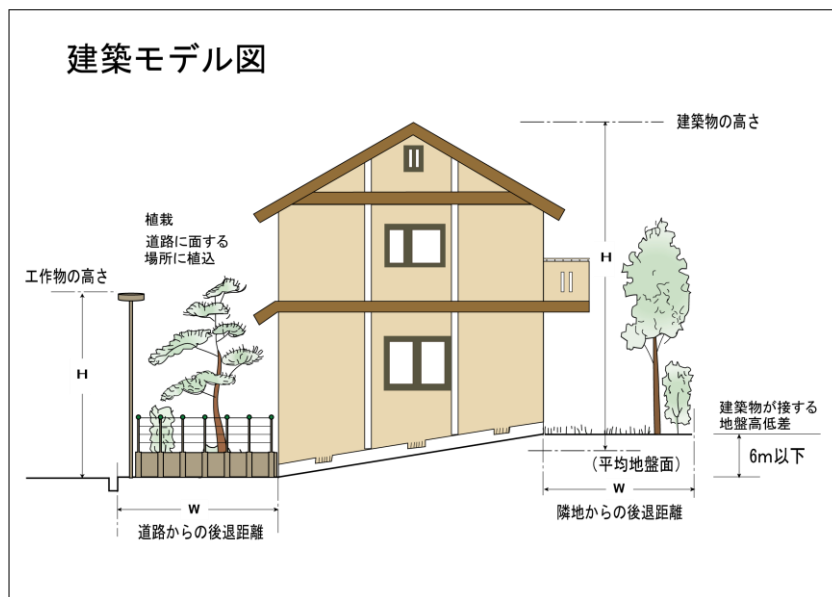 建築モデル図
建築物の高さ
植栽
道路に面する
場所に植込
工作物の高さ
H
H
建築物が接する
地盤高低差
6m以下
(平均地盤面)
W
隣地からの後退距離
W
道路からの後退距離